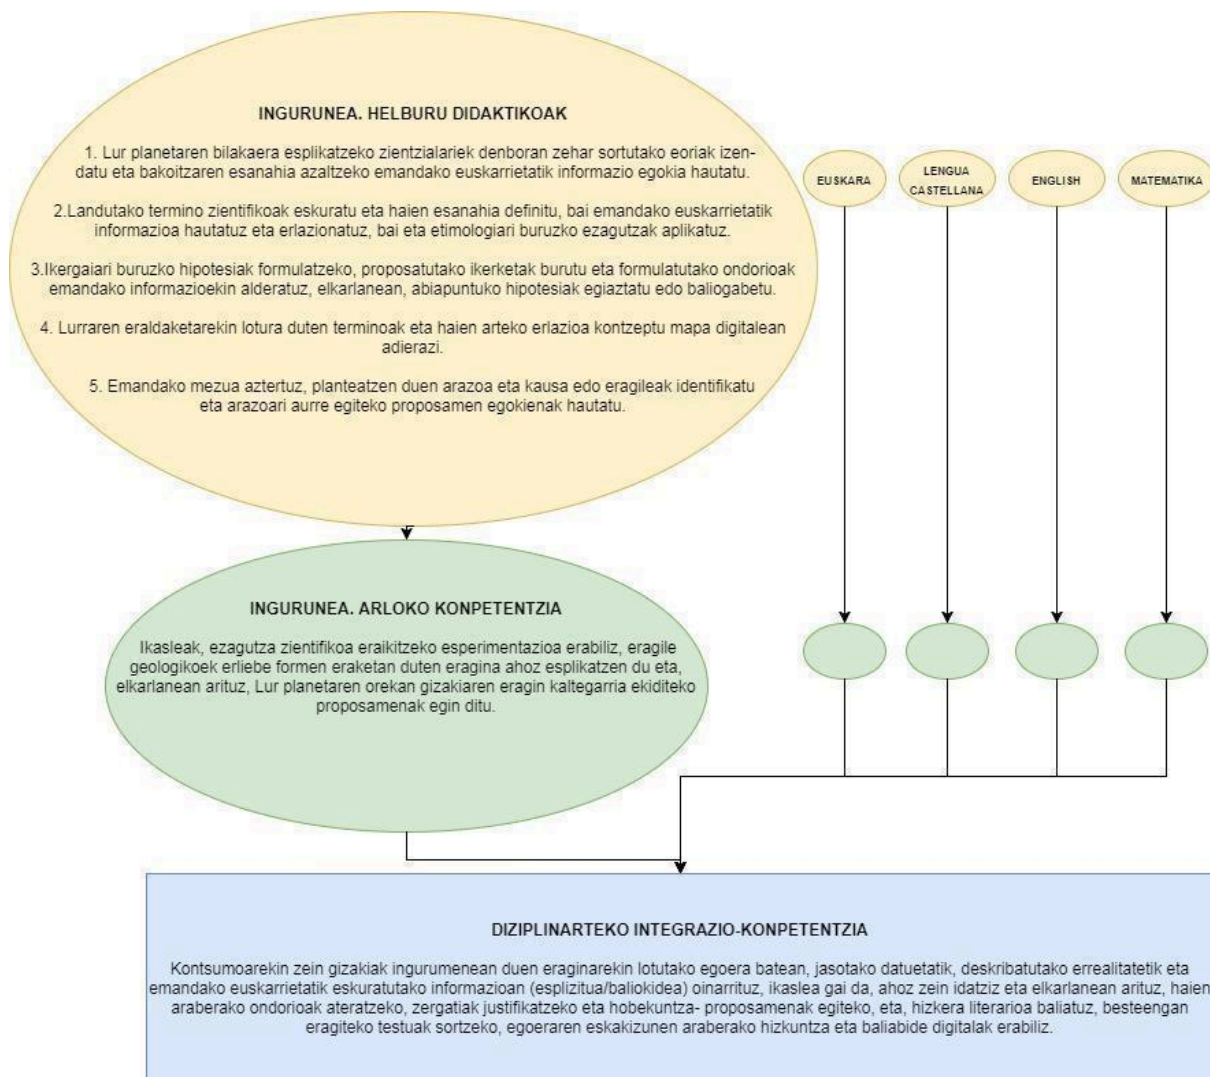 INGURUNEA. HELBURU DIDAKTIKOAK
1. Lur planetaren bilakaera esplikatzeko zientzialariek denboran zehar sortutako eoriak izen-
datu eta bakoitzaren esanahia azaltzeko emandako euskarrietatik informazio egokia hautatu.
2.Landutako termino zientifikoak eskuratu eta haien esanahia definitu, bai emandako euskarrietatik
informazioa hautatuz eta erlazionatuz, bai eta etimologiari buruzko ezagutzak aplikatuz.
3.Ikergaiari buruzko hipotesiak formulatzeko, proposatutako ikerketak burutu eta formulatutako ondorioak
emandako informazioekin alderatuz, elkarlanean, abiapuntuko hipotesiak egiaztatu edo baliogabetu.
4. Lurraren eraldaketarekin lotura duten terminoak eta haien arteko erlazioa kontzeptu mapa digitalean
adierazi.
5. Emandako mezua aztertuz, planteatzen duen arazoa eta kausa edo eragileak identifikatu
eta arazoari aurre egiteko proposamen egokienak hautatu.
EUSKARA
LENGUA
CASTELLANA
ENGLISH
MATEMATIKA
INGURUNEA. ARLOKO KONPETENTZIA
Ikasleak, ezagutza zientifikoa eraikitzeko esperimentazioa erabiliz, eragile
geologikoek erliebe formen eraketan duten eragina ahoz esplikatzen du eta,
elkarlanean arituz, Lur planetaren orekan gizakiaren eragin kaltegarria ekiditeko
proposamenak egin ditu.
DIZIPLINARTEKO INTEGRAZIO-KONPETENTZIA
Kontsumoarekin zein gizakiak ingurumenean duen eraginarekin lotutako egoera batean, jasotako datuetatik, deskribatutako errealitatetik eta
emandako euskarrietatik eskuratutako informazioan (esplizitua/baliokidea) oinarrituz, ikaslea gai da, ahoz zein idatziz eta elkarlanean arituz, haien
araberako ondorioak ateratzeko, zergatiak justifikatzeko eta hobekuntza- proposamenak egiteko, eta, hizkera literarioa baliatuz, besteengan
eragiteko testuak sortzeko, egoeraren eskakizunen araberako hizkuntza eta baliabide digitalak erabiliz.